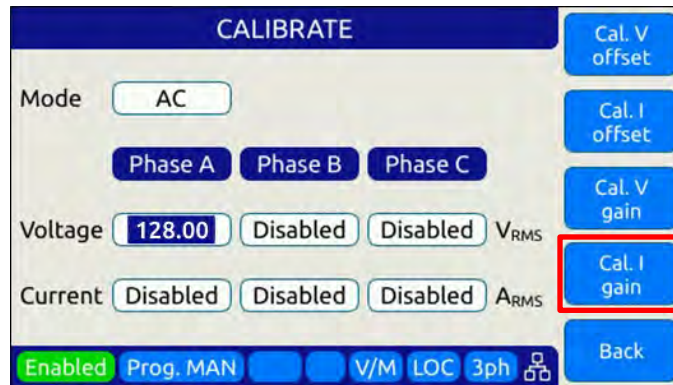 CALIBRATE
Mode AC
Phase A Phase B Phase C
Voltage 128.00 Disabled Disabled VRMS
Current Disabled Disabled Disabled ARMS
Enabled Prog. MAN V/M LOC 3ph
Cal. V
offset
Cal. I
offset
Cal. V
gain
Cal. I
gain
Back